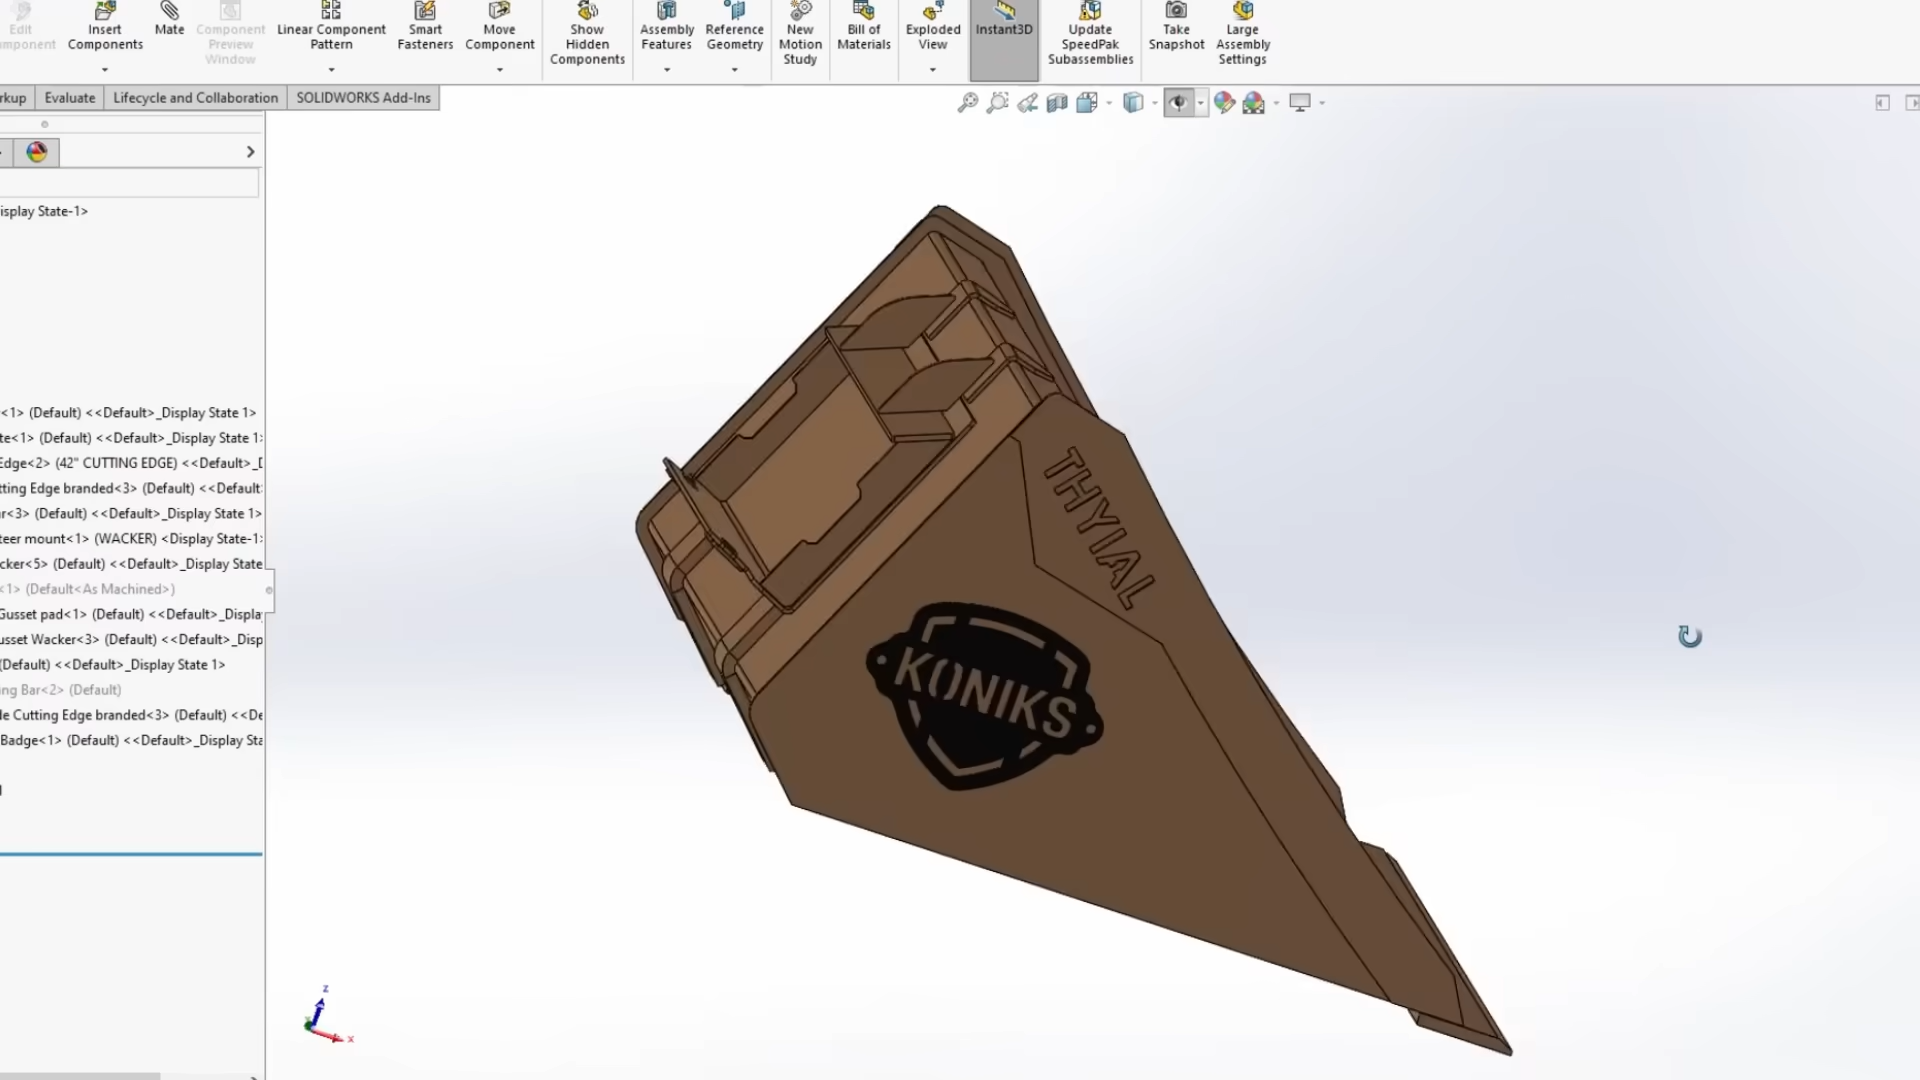 Edit
Component
Insert
Components
Mate
Component
Preview
Window
Linear Component
Pattern
Smart
Fasteners
Move
Component
Show
Hidden
Components
Assembly
Features
Reference
Geometry
New
Motion
Study
Bill of
Materials
Exploded
View
Instant3D
Update
SpeedPak
Subassemblies
Take
Snapshot
Large
Assembly
Settings
rkup
Evaluate
Lifecycle and Collaboration
SOLIDWORKS Add-Ins
isplay State-1>
<1> (Default) <<Default>_Display State 1>
te<1> (Default) <<Default>_Display State 1>
Edge<2> (42" CUTTING EDGE) <<Default>_D
tting Edge branded<3> (Default) <<Default
r<3> (Default) <<Default>_Display State 1>
teer mount<1> (WACKER) <Display State-1>
cker<5> (Default) <<Default>_Display State
<1> (Default<As Machined>)
Gusset pad<1> (Default) <<Default>_Displa
usset Wacker<3> (Default) <<Default>_Disp
(Default) <<Default>_Display State 1>
ng Bar<2> (Default)
le Cutting Edge branded<3> (Default) <<De
Badge<1> (Default) <<Default>_Display Sta
THYIAL
KONIKS
z
x